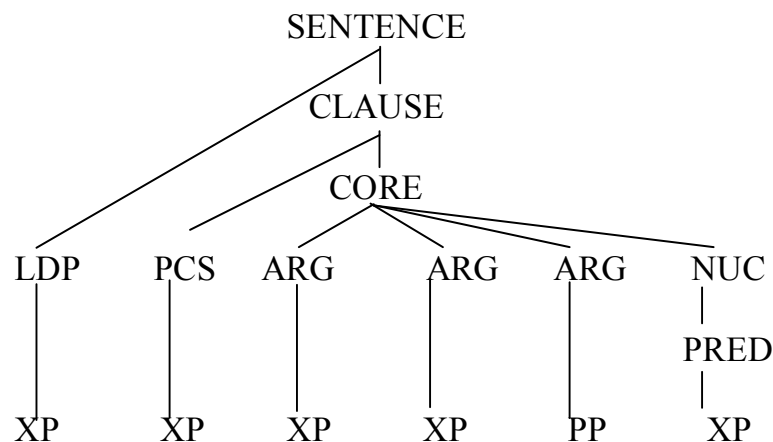 SENTENCE
CLAUSE
CORE
LDP PCS ARG ARG ARG NUC
PRED
XP XP XP XP PP XP